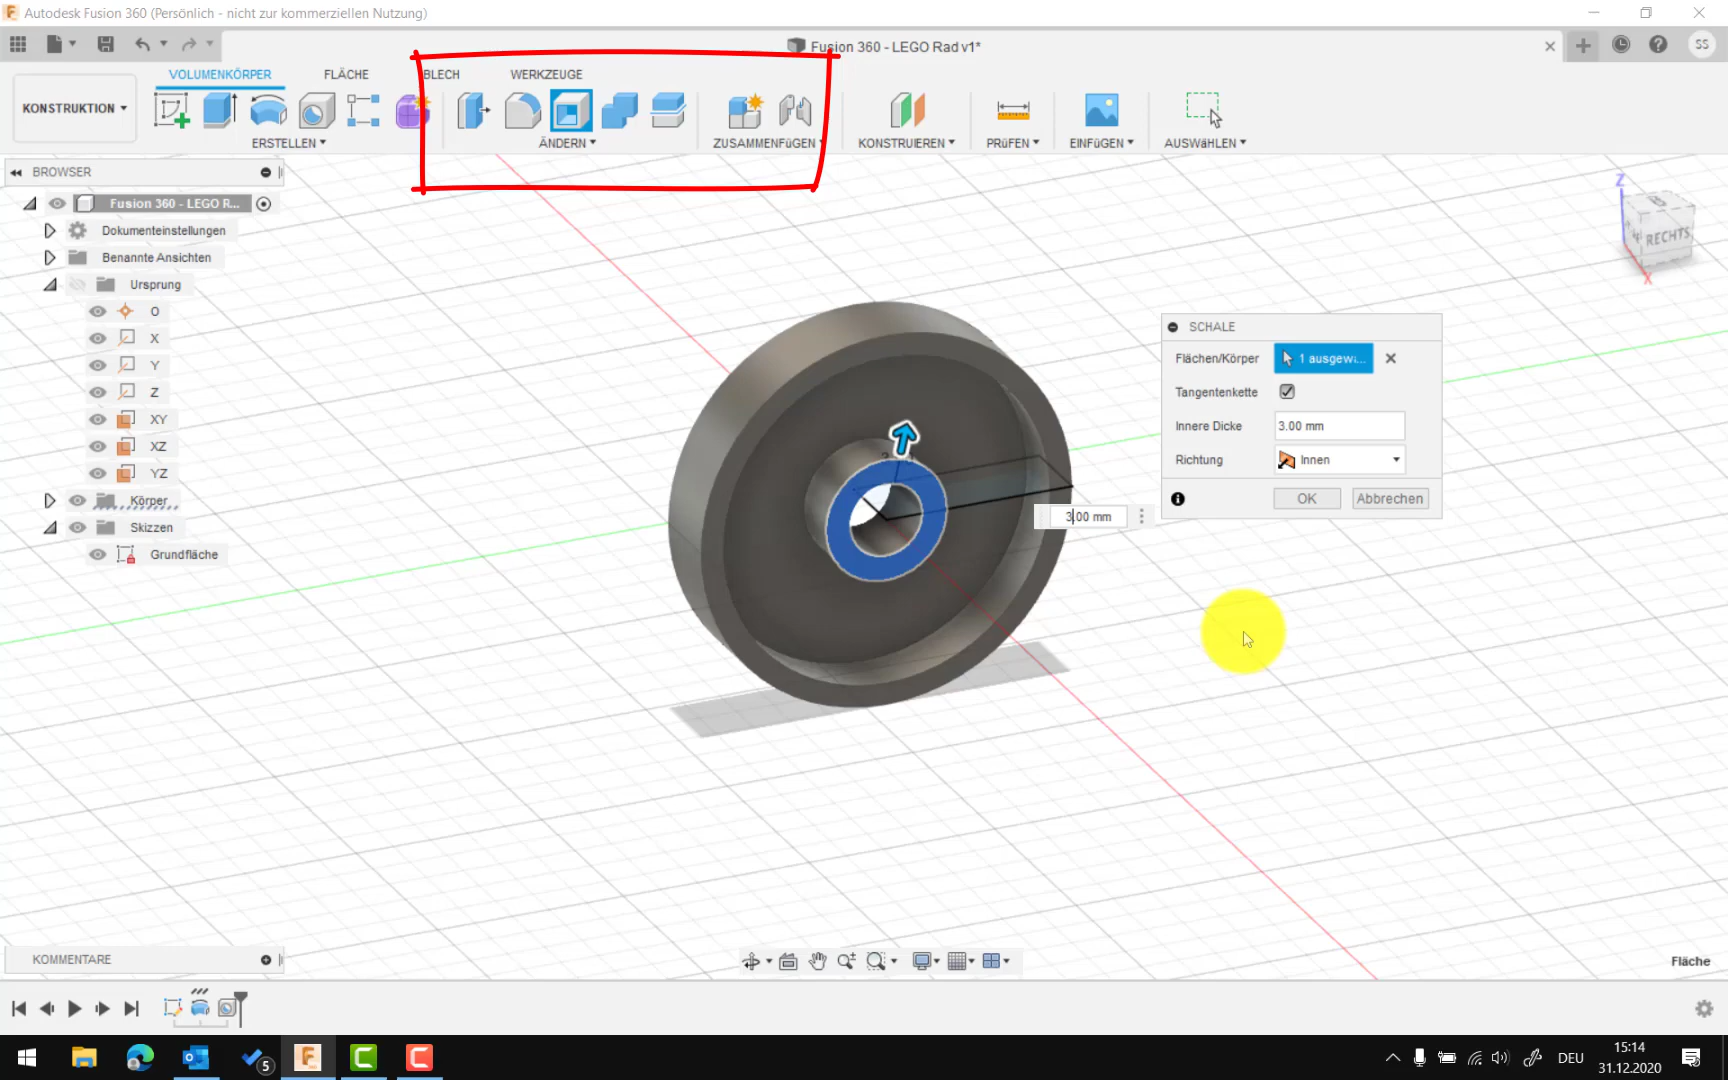 Autodesk Fusion 360 (Persönlich - nicht zur kommerziellen Nutzung)
Fusion 360 - LEGO Rad v1*
SS
VOLUMENKÖRPER
FLÄCHE
BLECH
WERKZEUGE
KONSTRUKTION
ERSTELLEN
ÄNDERN
ZUSAMMENFÜGEN
KONSTRUIEREN
PRÜFEN
EINFÜGEN
AUSWÄHLEN
BROWSER
Fusion 360 - LEGO R...
Dokumenteinstellungen
Benannte Ansichten
Ursprung
O
X
Y
Z
XY
XZ
YZ
Körper
Skizzen
Grundfläche
Z
RECHTS
X
SCHALE
Flächen/Körper
1 ausgewä...
Tangentenkette
Innere Dicke
3.00 mm
Richtung
Innen
OK
Abbrechen
3.00 mm
KOMMENTARE
Fläche
5
DEU
15:14
31.12.2020